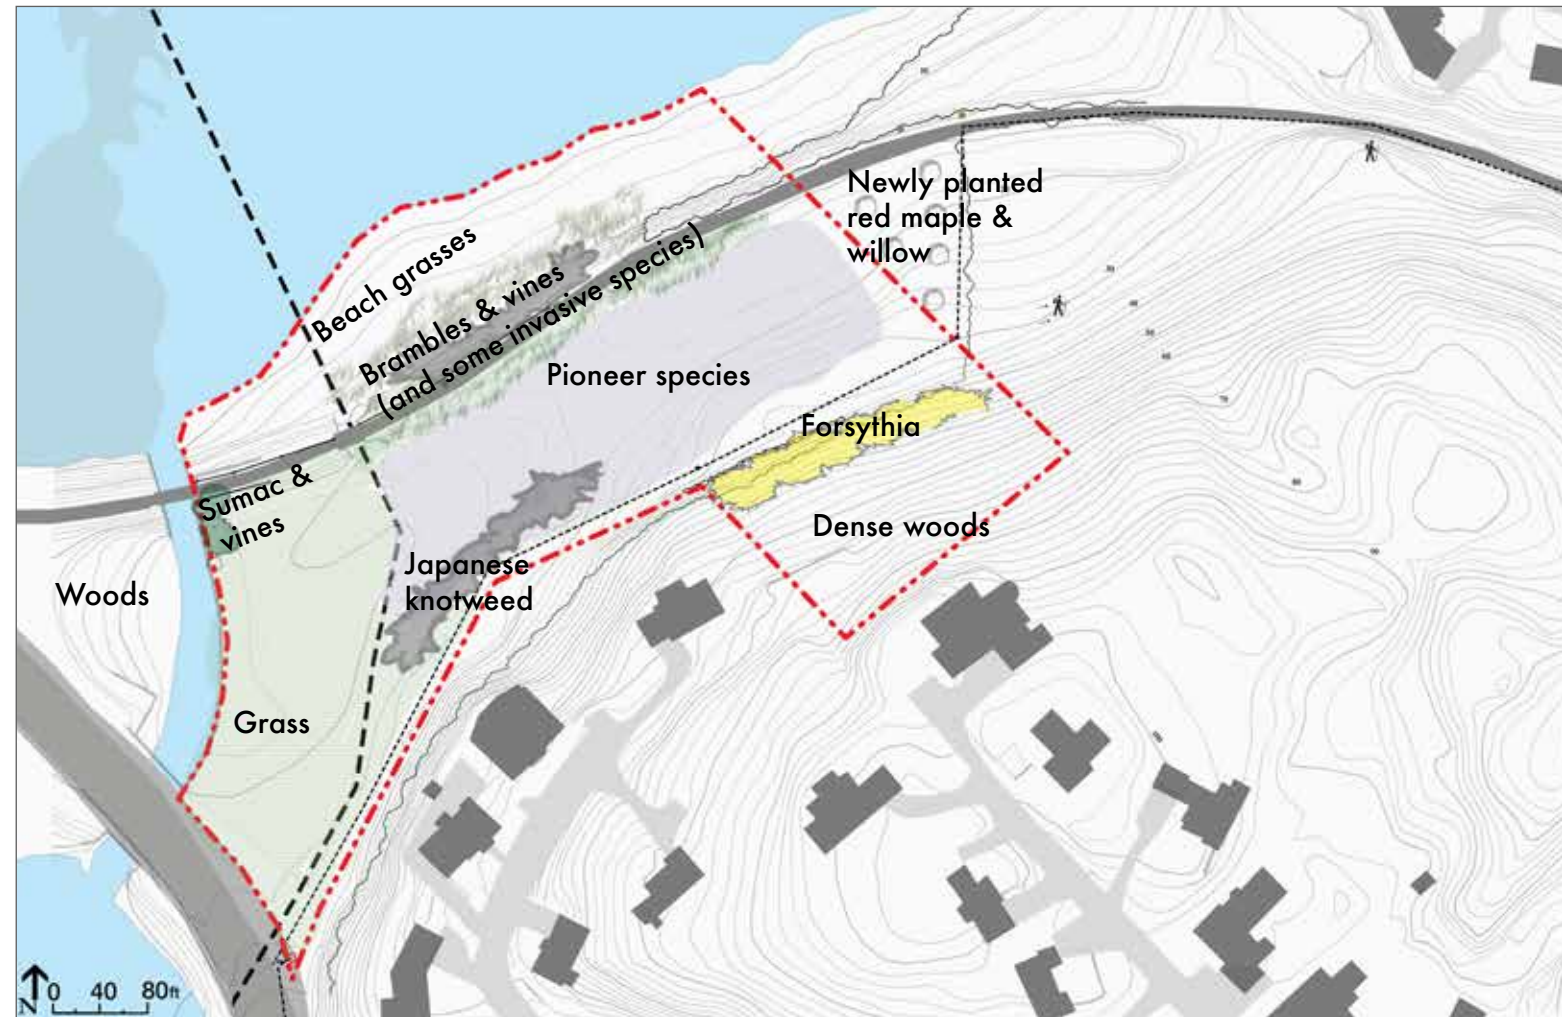 Newly planted
red maple &
willow
Beach grasses
Brambles & vines
(and some invasive species)
Pioneer species
Forsythia
Sumac &
vines
Dense woods
Woods
Japanese
knotweed
Grass
N
0 40 80ft